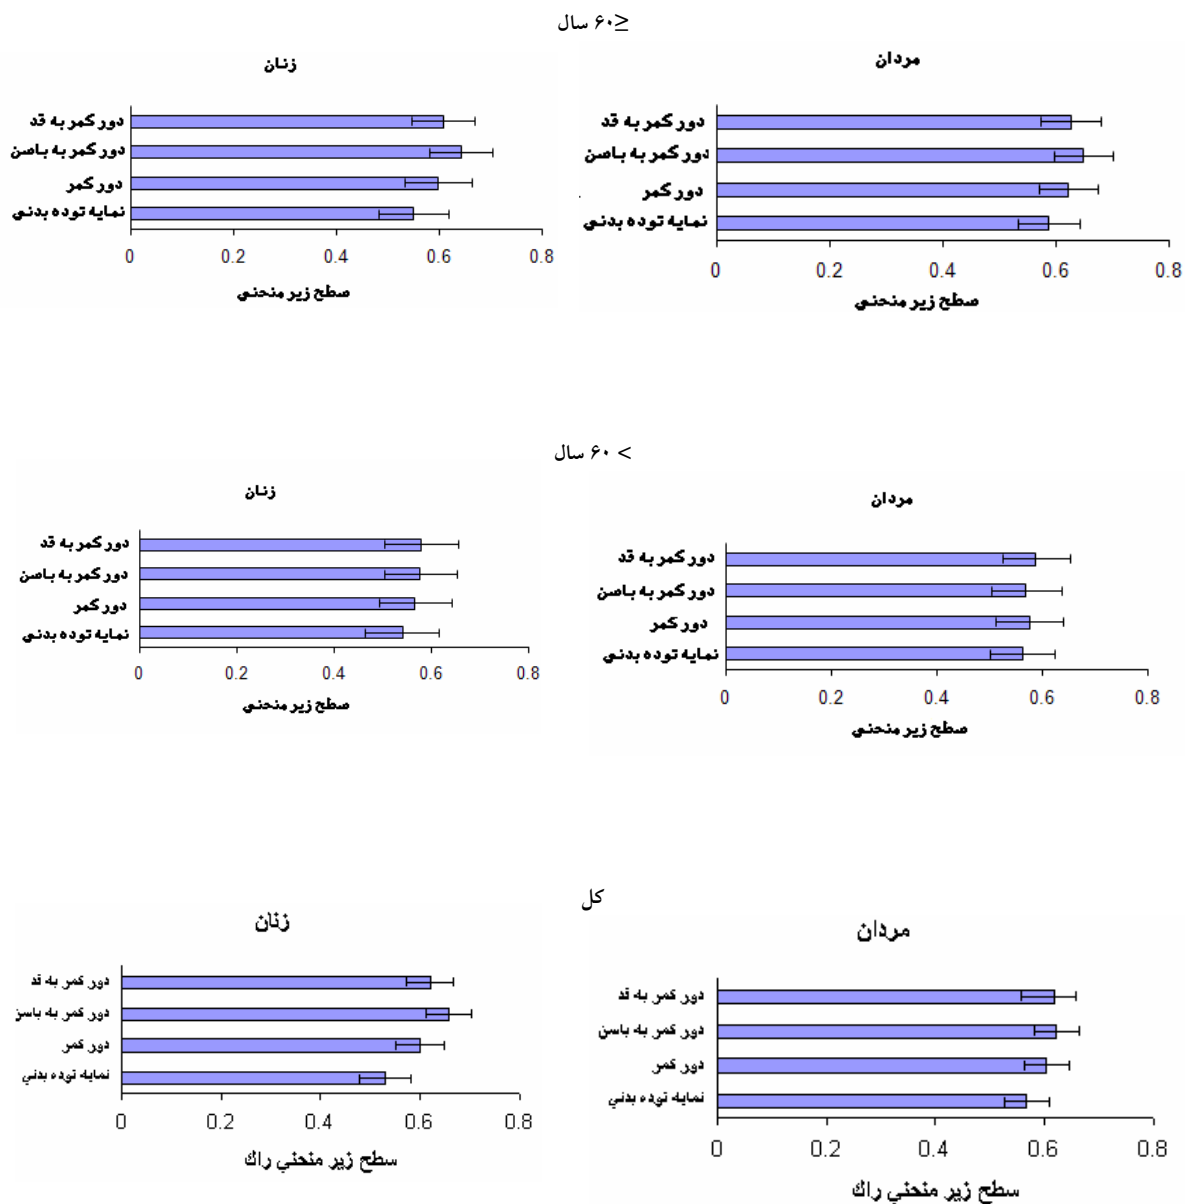 ≤۶۰ سال
زنان
دور کمر به قد
دور کمر به باسن
دور کمر
نمایه توده بدنی
0 0.2 0.4 0.6 0.8
سطح زیر منحنی
مردان
دور کمر به قد
دور کمر به باسن
دور کمر
نمایه توده بدنی
0 0.2 0.4 0.6 0.8
سطح زیر منحنی
> ۶۰ سال
زنان
دور کمر به قد
دور کمر به باسن
دور کمر
نمایه توده بدنی
0 0.2 0.4 0.6 0.8
سطح زیر منحنی
مردان
دور کمر به قد
دور کمر به باسن
دور کمر
نمایه توده بدنی
0 0.2 0.4 0.6 0.8
سطح زیر منحنی
کل
زنان
دور کمر به قد
دور کمر به باسن
دور کمر
نمایه توده بدني
0 0.2 0.4 0.6 0.8
سطح زیر منحني راك
مردان
دور کمر به قد
دور کمر به باسن
دور کمر
نمایه توده بدني
0 0.2 0.4 0.6 0.8
سطح زیر منحني راك